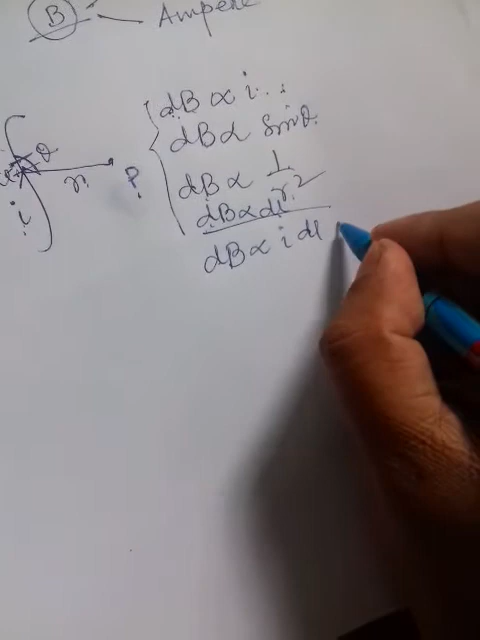 B Ampere
dB ∝ i
dB ∝ sinθ
θ
dB ∝ 1/r²
r P
dB ∝ dl
i
dB ∝ i dl